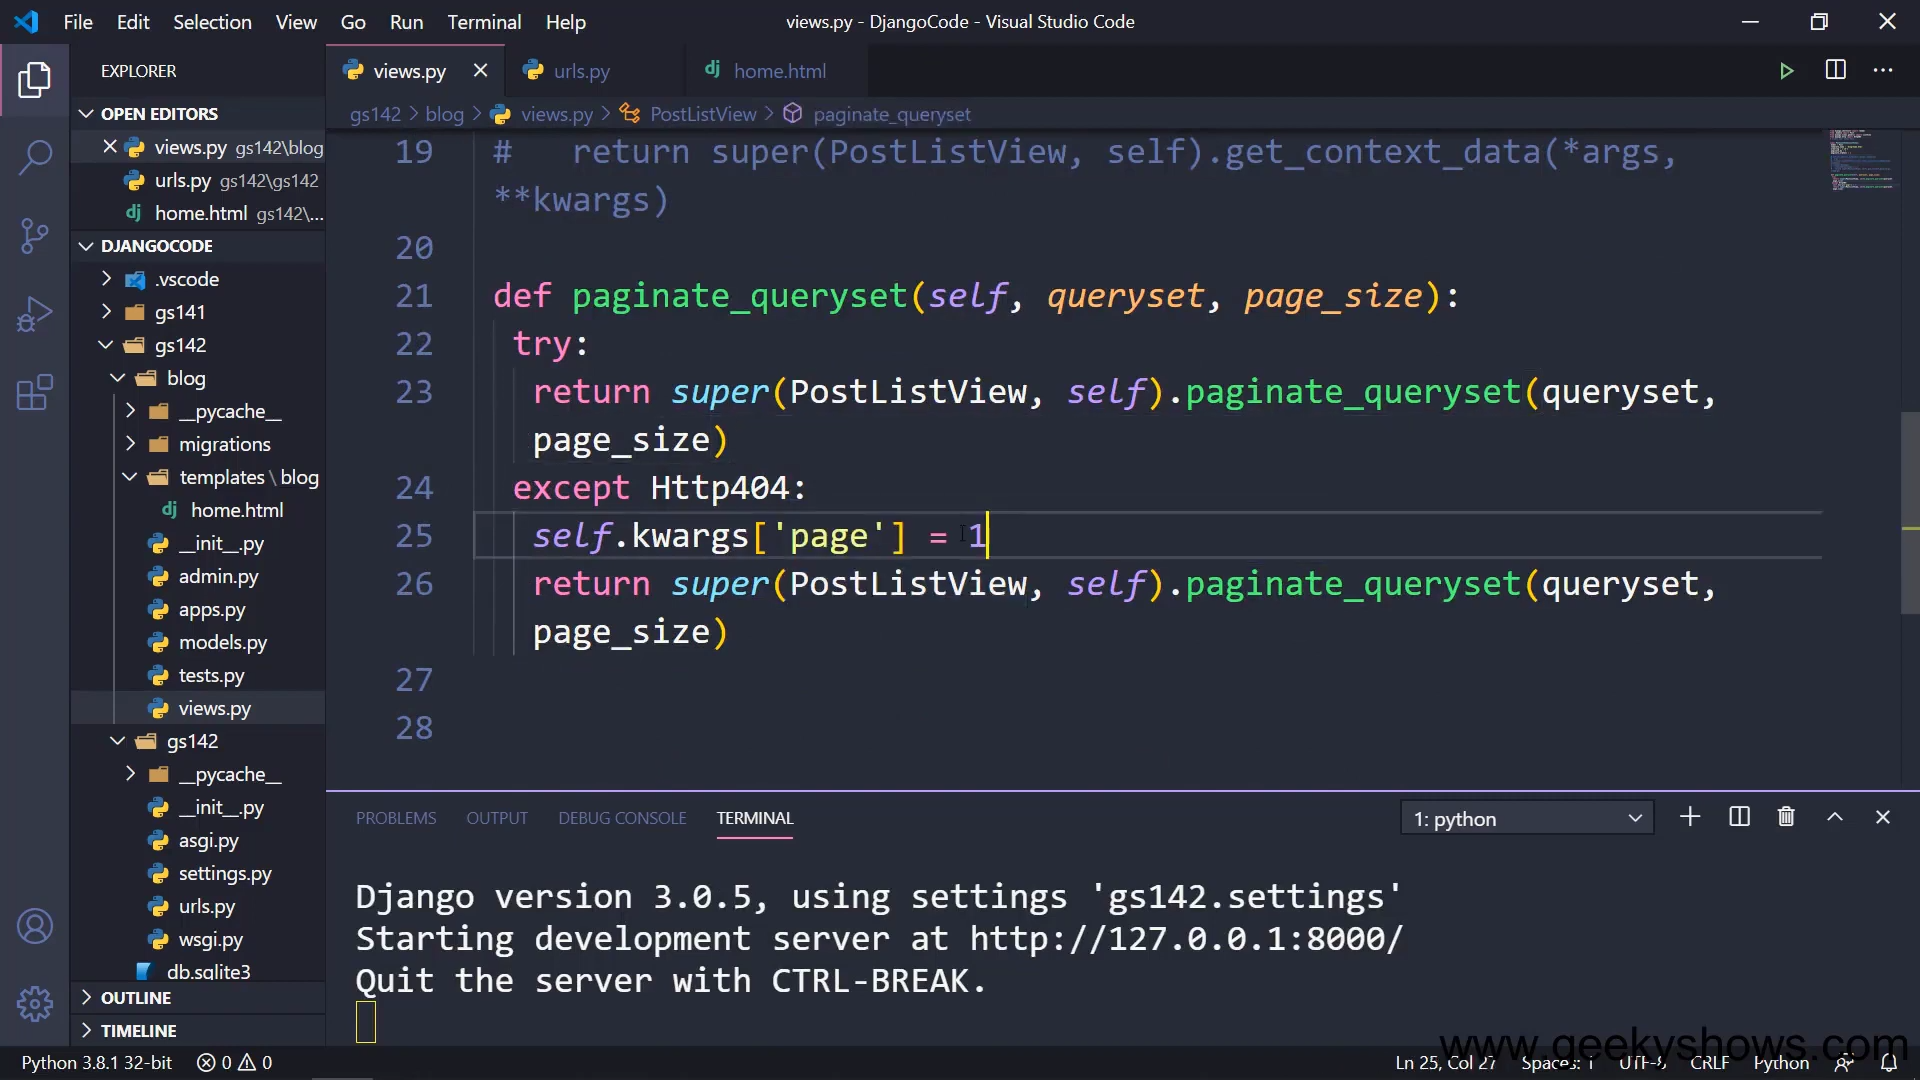 File Edit Selection View Go Run Terminal Help
views.py - DjangoCode - Visual Studio Code
EXPLORER
OPEN EDITORS
views.py gs142\blog
urls.py gs142\gs142
home.html gs142\...
DJANGOCODE
.vscode
gs141
gs142
blog
__pycache__
migrations
templates \ blog
home.html
__init__.py
admin.py
apps.py
models.py
tests.py
views.py
gs142
__pycache__
__init__.py
asgi.py
settings.py
urls.py
wsgi.py
db.sqlite3
OUTLINE
TIMELINE
views.py urls.py home.html
gs142 > blog > views.py > PostListView > paginate_queryset
19 #   return super(PostListView, self).get_context_data(*args,
**kwargs)
20
21 def paginate_queryset(self, queryset, page_size):
22 try:
23 return super(PostListView, self).paginate_queryset(queryset,
page_size)
24 except Http404:
25 self.kwargs['page'] = 1
26 return super(PostListView, self).paginate_queryset(queryset,
page_size)
27
28
PROBLEMS OUTPUT DEBUG CONSOLE TERMINAL
1: python
Django version 3.0.5, using settings 'gs142.settings'
Starting development server at http://127.0.0.1:8000/
Quit the server with CTRL-BREAK.
www.geekyshows.com
Python 3.8.1 32-bit 0 0
Ln 25, Col 27 Spaces: 1 UTF-8 CRLF Python